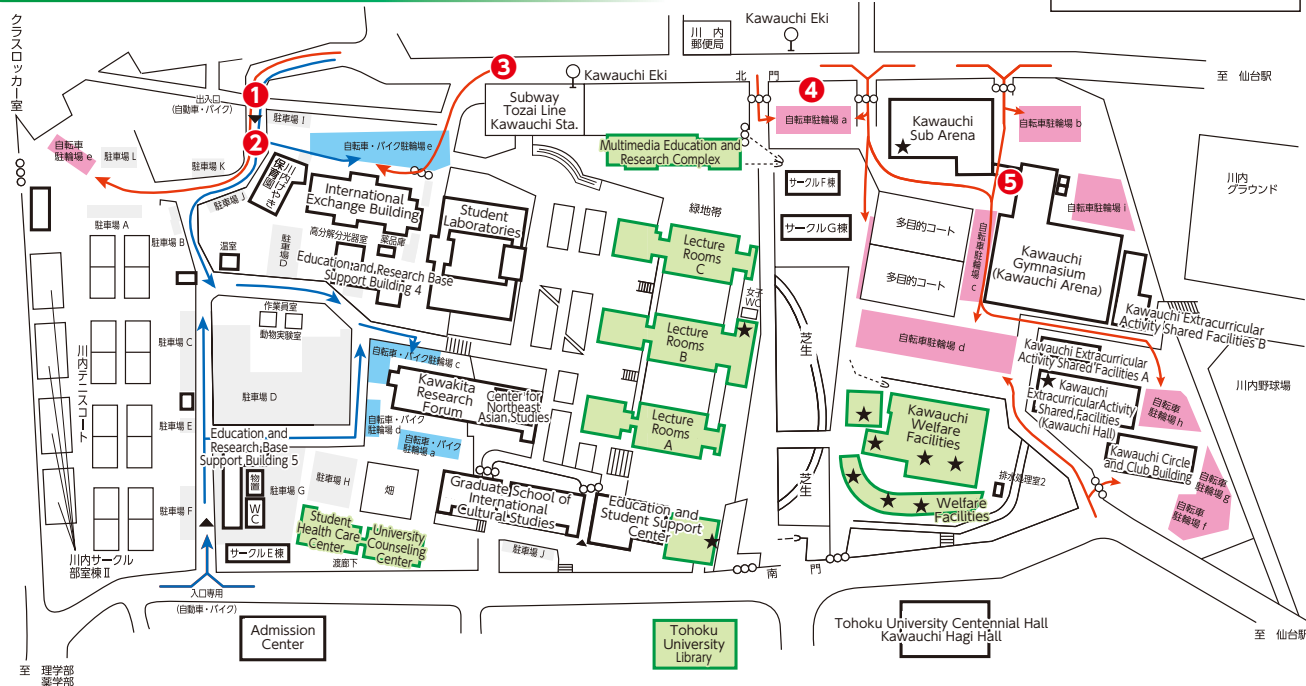 クラスロッカー室
Kawauchi Eki
川内
郵便局
Kawauchi Eki
北 門
至 仙台駅
1
2
3
4
5
出入口
(自動車・バイク)
駐車場 I
Subway
Tozai Line
Kawauchi Sta.
自転車駐輪場 a
Kawauchi
Sub Arena
自転車
駐輪場 b
自転車
駐輪場 e
駐車場 L
駐車場 K
自転車・バイク駐輪場 e
Multimedia Education and
Research Complex
川内けやき
保育園
駐車場 J
International
Exchange Building
サークルF棟
川内
グラウンド
駐車場 A
駐車場 B
温室
駐車場D
高分解分光器室
薬品庫
Student
Laboratories
緑地帯
サークルG棟
多目的コート
自転車駐輪場 c
自転車駐輪場 i
Lecture
Rooms
C
Education and Research Base
Support Building 4
多目的コート
Kawauchi
Gymnasium
(Kawauchi Arena)
作業員室
動物実験室
女子
WC
Kawauchi Extracurricular
Activity Shared Facilities B
駐車場 C
川内テニスコート
自転車・バイク駐輪場 c
Lecture
Rooms
B
芝生
自転車駐輪場 d
Kawauchi Extracurricular
Activity Shared Facilities A
川内野球場
駐車場 D
Kawakita
Research
Forum
Center for
Northeast
Asian Studies
Kawauchi
Extracurricular Activity
Shared Facilities
(Kawauchi Hall)
自転車
駐輪場 h
駐車場 E
自転車・バイク
駐輪場 d
自転車・バイク
駐輪場 a
Lecture
Rooms
A
Kawauchi
Welfare
Facilities
Education and
Research Base
Support Building 5
Kawauchi Circle
and Club Building
物置
WC
駐車場 G
駐車場 H
畑
Graduate School of
International
Cultural Studies
芝生
排水処理室2
自転車
駐輪場 g
自転車
駐輪場 f
駐車場 F
Student
Health Care
Center
University
Counseling
Center
Education and
Student Support
Center
Welfare
Facilities
サークルE棟
渡廊下
駐車場 J
川内サークル
部室棟Ⅱ
南 門
入口専用
(自動車・バイク)
Admission
Center
Tohoku
University
Library
Tohoku University Centennial Hall
Kawauchi Hagi Hall
至 仙台駅
至 理学部
薬学部